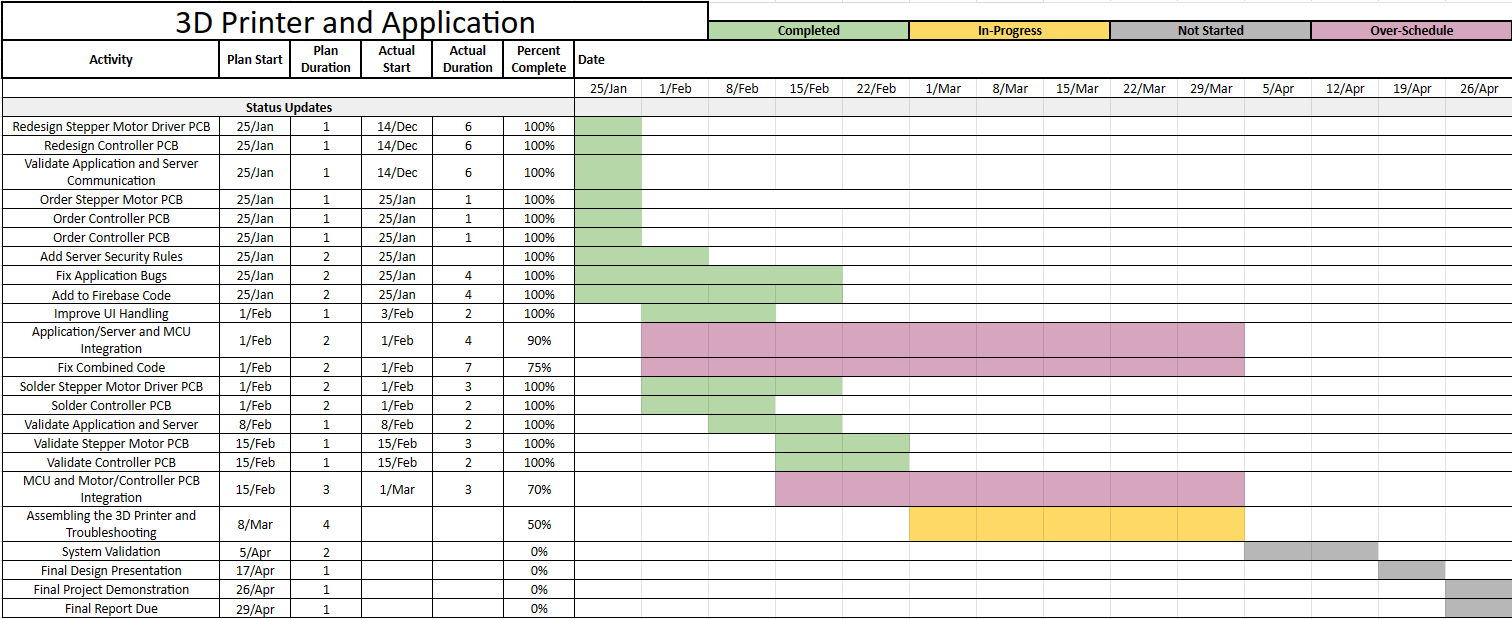 3D Printer and Application
Completed In-Progress Not Started Over-Schedule
Activity Plan Start Plan Duration Actual Start Actual Duration Percent Complete Date
25/Jan 1/Feb 8/Feb 15/Feb 22/Feb 1/Mar 8/Mar 15/Mar 22/Mar 29/Mar 5/Apr 12/Apr 19/Apr 26/Apr
Status Updates
Redesign Stepper Motor Driver PCB 25/Jan 1 14/Dec 6 100%
Redesign Controller PCB 25/Jan 1 14/Dec 6 100%
Validate Application and Server Communication 25/Jan 1 14/Dec 6 100%
Order Stepper Motor PCB 25/Jan 1 25/Jan 1 100%
Order Controller PCB 25/Jan 1 25/Jan 1 100%
Order Controller PCB 25/Jan 1 25/Jan 1 100%
Add Server Security Rules 25/Jan 2 25/Jan 100%
Fix Application Bugs 25/Jan 2 25/Jan 4 100%
Add to Firebase Code 25/Jan 2 25/Jan 4 100%
Improve UI Handling 1/Feb 1 3/Feb 2 100%
Application/Server and MCU Integration 1/Feb 2 1/Feb 4 90%
Fix Combined Code 1/Feb 2 1/Feb 7 75%
Solder Stepper Motor Driver PCB 1/Feb 2 1/Feb 3 100%
Solder Controller PCB 1/Feb 2 1/Feb 2 100%
Validate Application and Server 8/Feb 1 8/Feb 2 100%
Validate Stepper Motor PCB 15/Feb 1 15/Feb 3 100%
Validate Controller PCB 15/Feb 1 15/Feb 2 100%
MCU and Motor/Controller PCB Integration 15/Feb 3 1/Mar 3 70%
Assembling the 3D Printer and Troubleshooting 8/Mar 4 50%
System Validation 5/Apr 2 0%
Final Design Presentation 17/Apr 1 0%
Final Project Demonstration 26/Apr 1 0%
Final Report Due 29/Apr 1 0%